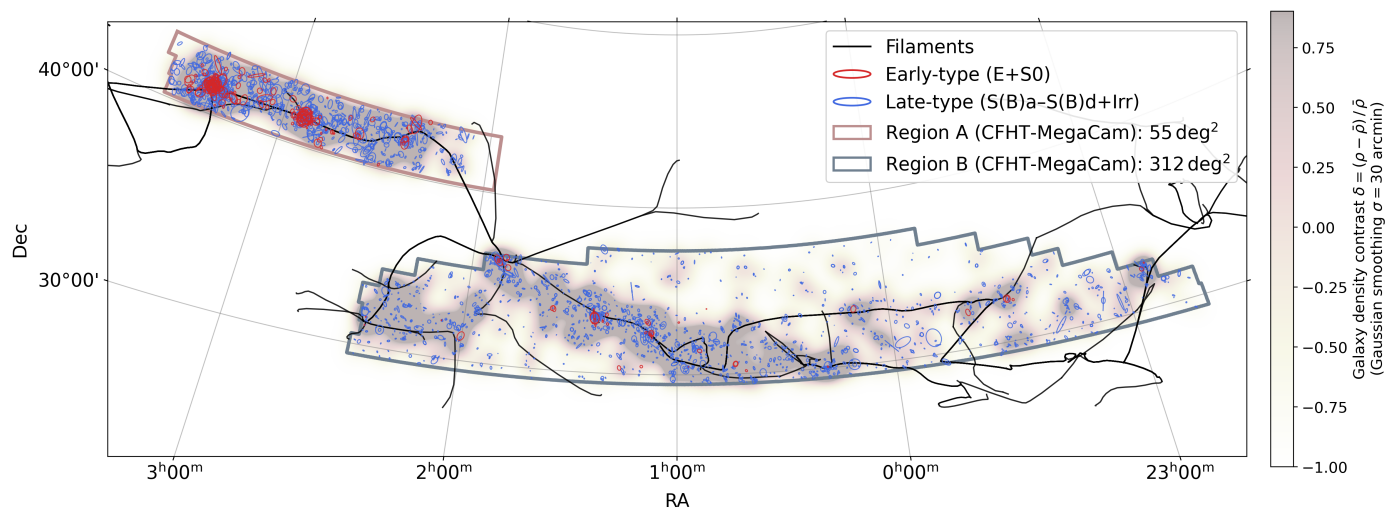 Filaments
Early-type (E+S0)
Late-type (S(B)a–S(B)d+Irr)
Region A (CFHT-MegaCam): 55 deg²
Region B (CFHT-MegaCam): 312 deg²
40°00'
30°00'
Dec
3ʰ00ᵐ
2ʰ00ᵐ
1ʰ00ᵐ
0ʰ00ᵐ
23ʰ00ᵐ
RA
0.75
0.50
0.25
0.00
−0.25
−0.50
−0.75
−1.00
Galaxy density contrast δ = (ρ − ρ̄)/ρ̄
(Gaussian smoothing σ = 30 arcmin)